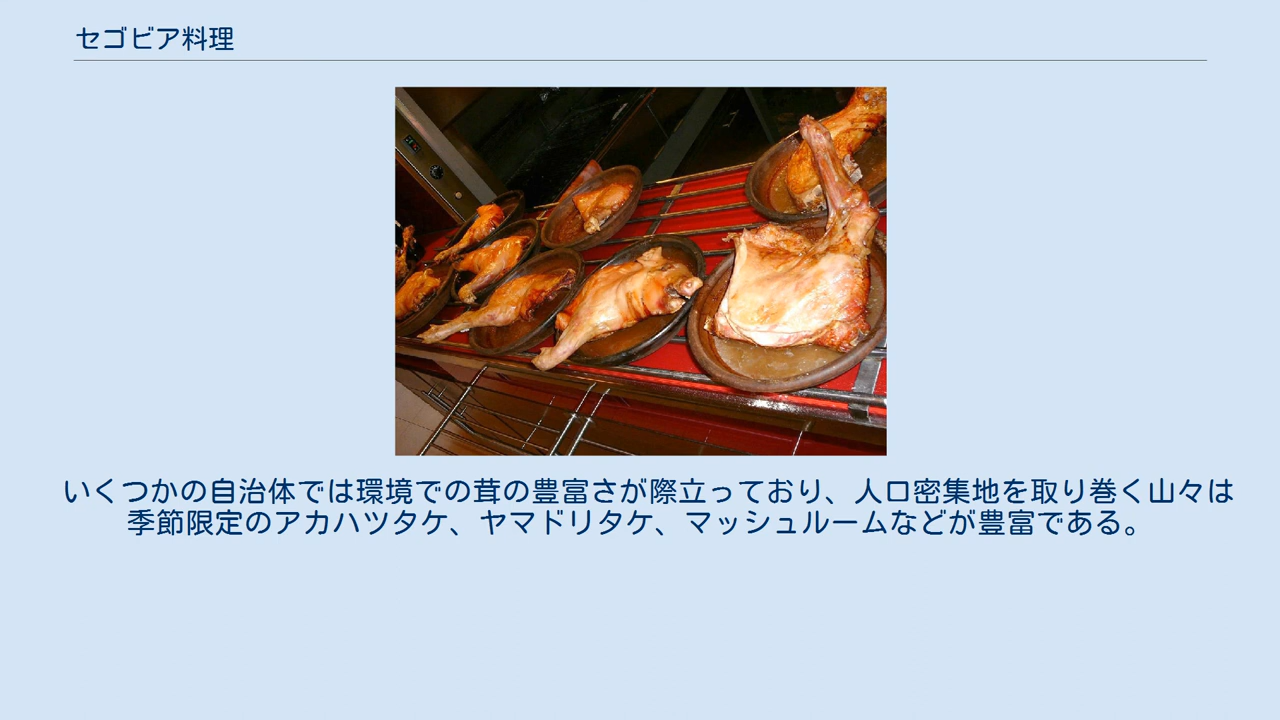 セゴビア料理
いくつかの自治体では環境での茸の豊富さが際立っており、人口密集地を取り巻く山々は
季節限定のアカハツタケ、ヤマドリタケ、マッシュルームなどが豊富である。